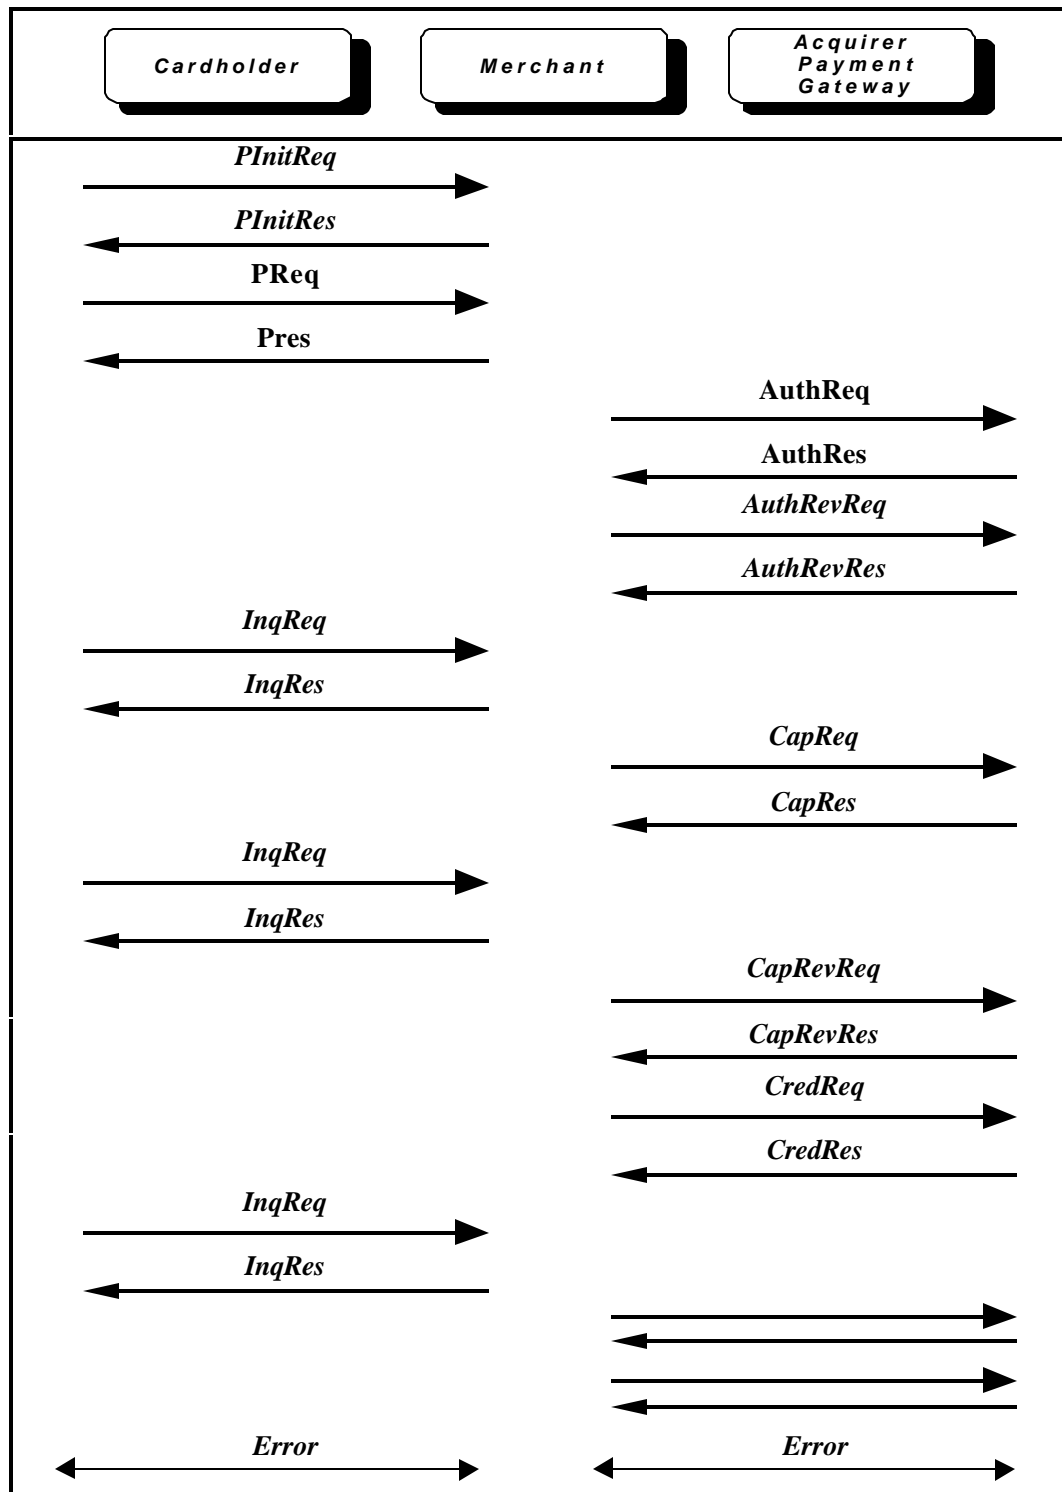 Cardholder
Merchant
Acquirer
Payment
Gateway
PInitReq
PInitRes
PReq
Pres
AuthReq
AuthRes
AuthRevReq
AuthRevRes
InqReq
InqRes
CapReq
CapRes
InqReq
InqRes
CapRevReq
CapRevRes
CredReq
CredRes
InqReq
InqRes
Error
Error